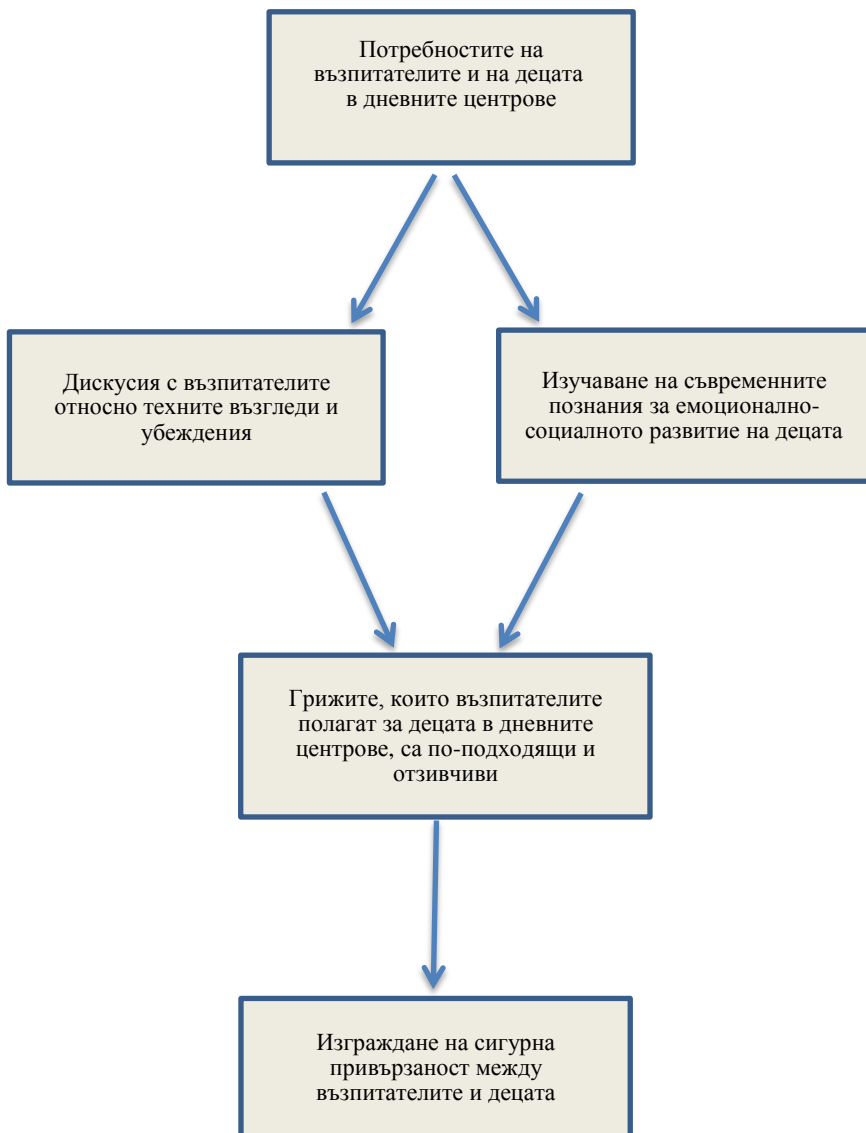 Потребностите на
възпитателите и на децата
в дневните центрове
Дискусия с възпитателите
относно техните възгледи и
убеждения
Изучаване на съвременните
познания за емоционално-
социалното развитие на децата
Грижите, които възпитателите
полагат за децата в дневните
центрове, са по-подходящи и
отзивчиви
Изграждане на сигурна
привързаност между
възпитателите и децата